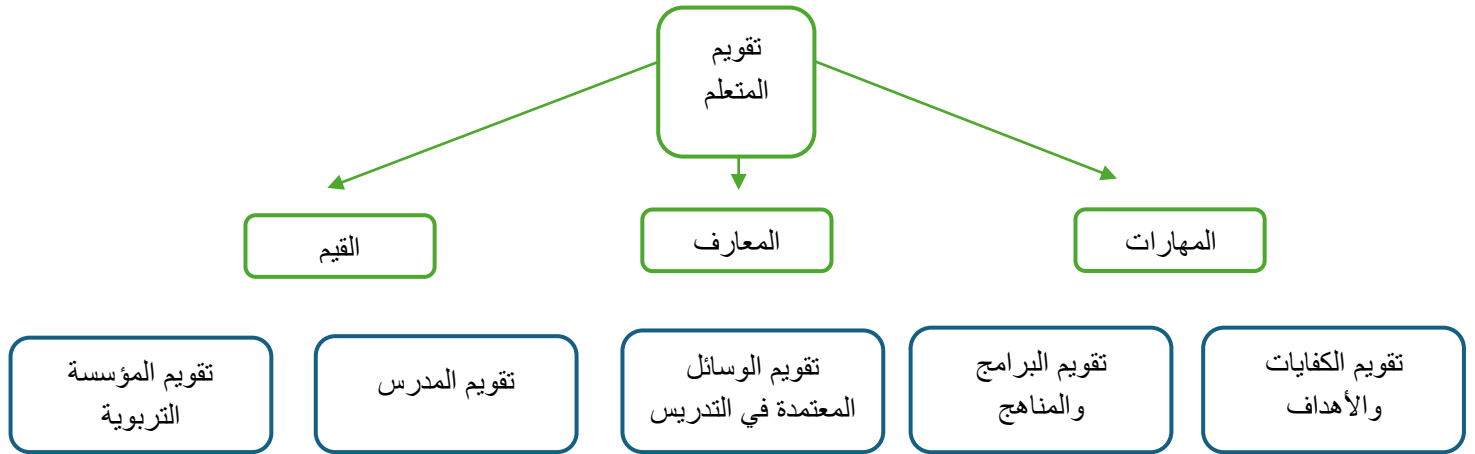 تقويم
المتعلم
المهارات
المعارف
القيم
تقويم الكفايات
والأهداف
تقويم البرامج
والمناهج
تقويم الوسائل
المعتمدة في التدريس
تقويم المدرس
تقويم المؤسسة
التربوية